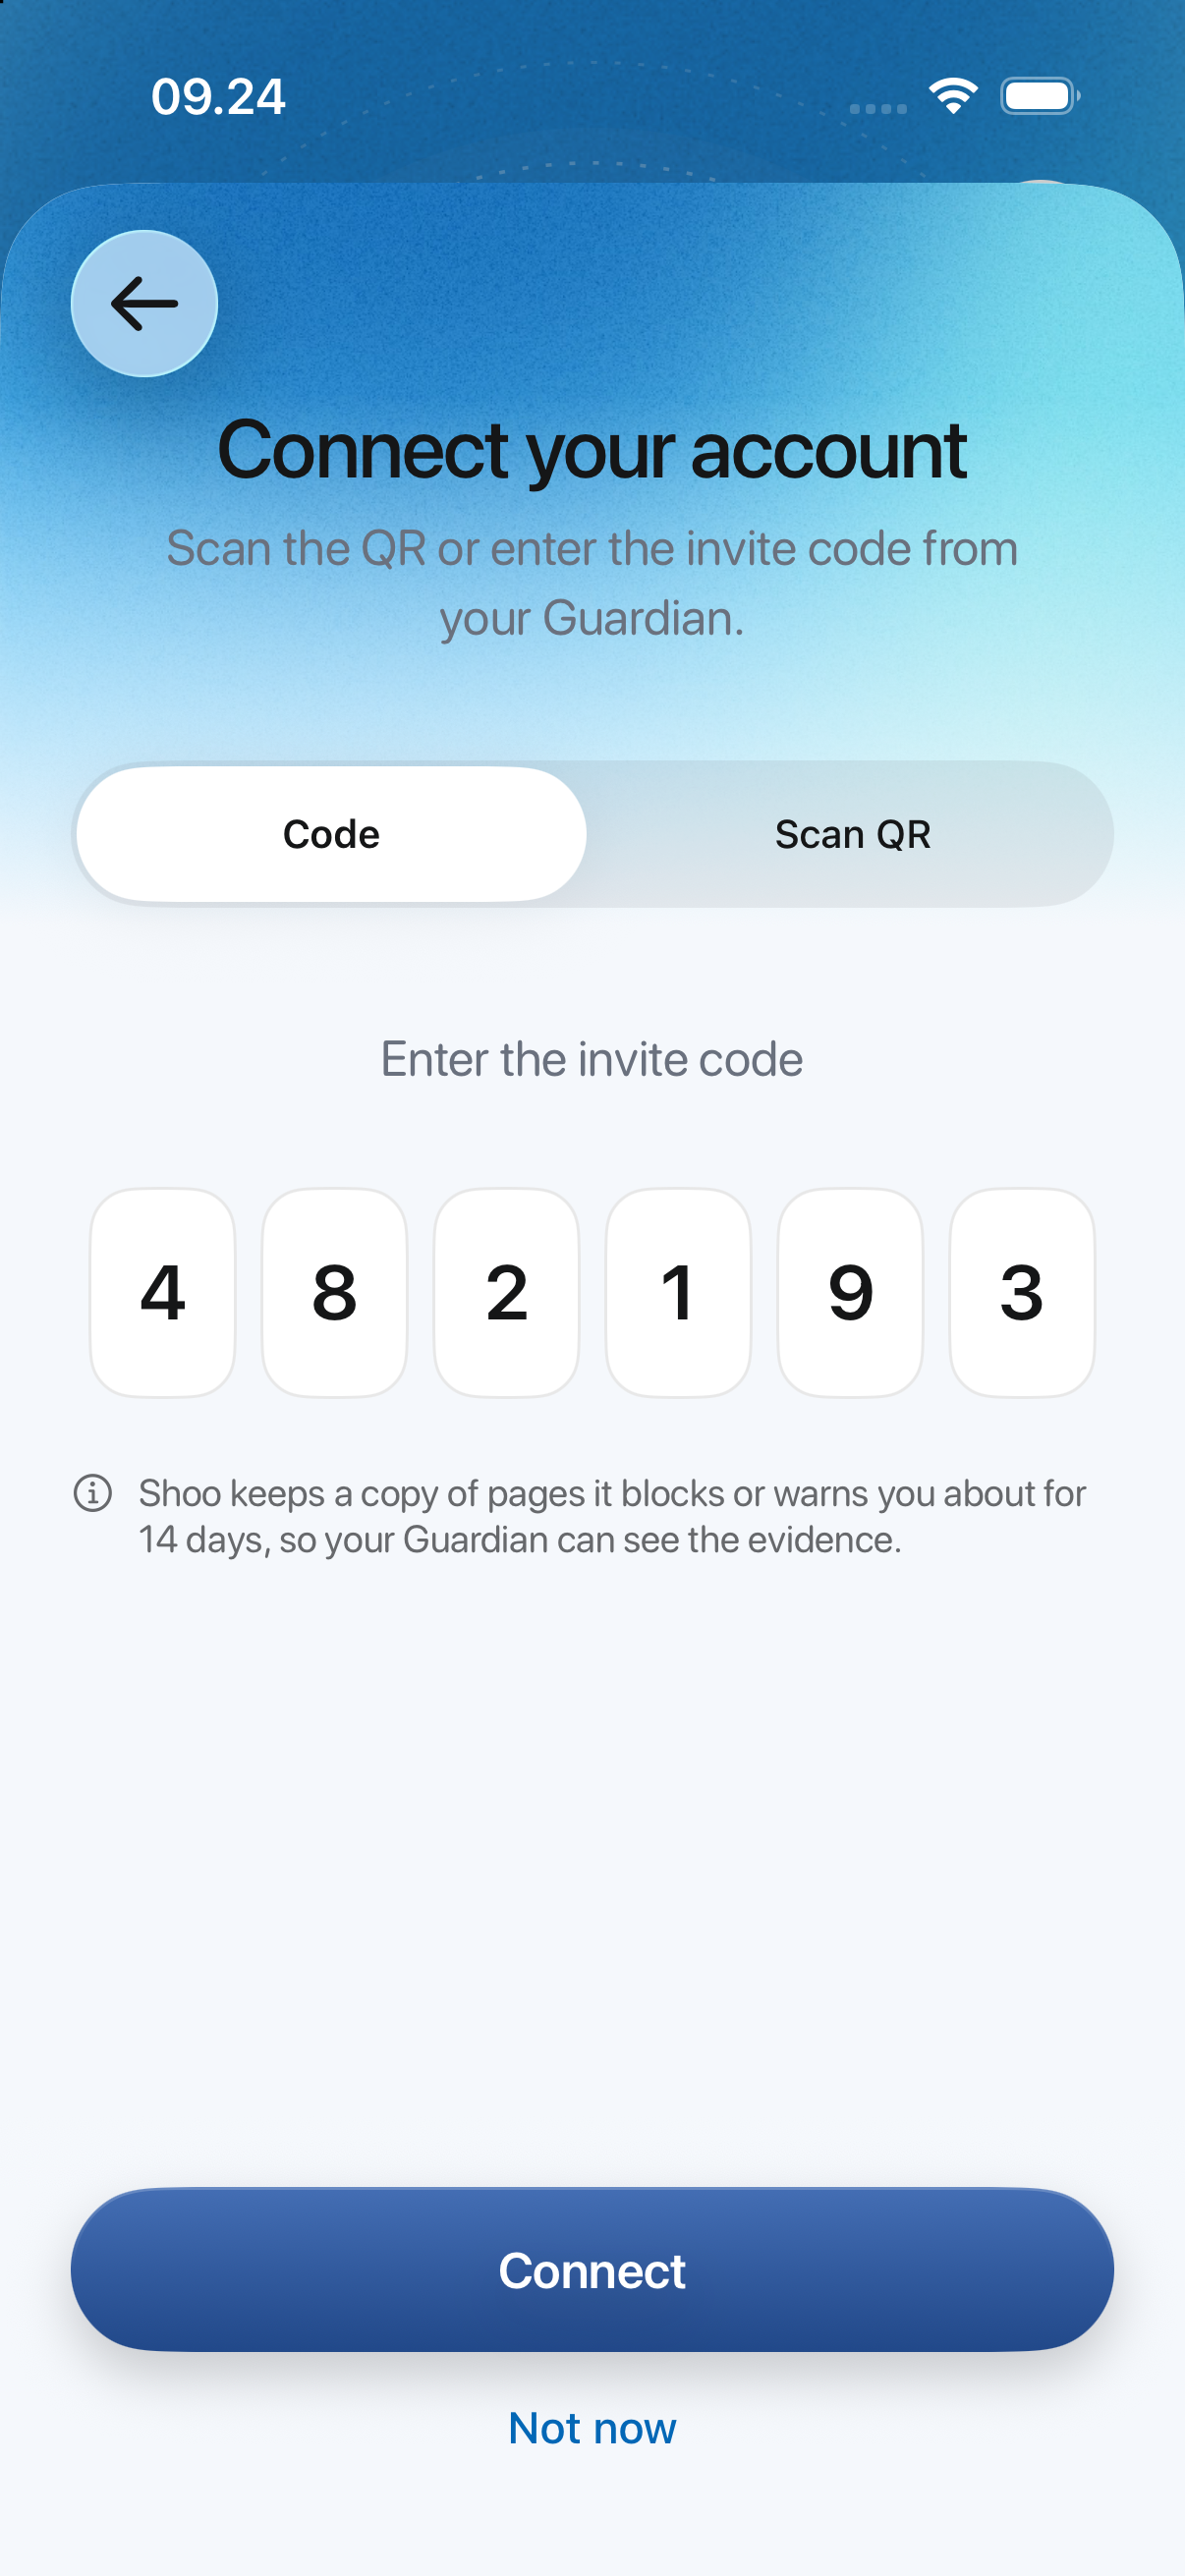 09.24
Connect your account
Scan the QR or enter the invite code from
your Guardian.
Code
Scan QR
Enter the invite code
4 8 2 1 9 3
Shoo keeps a copy of pages it blocks or warns you about for
14 days, so your Guardian can see the evidence.
Connect
Not now